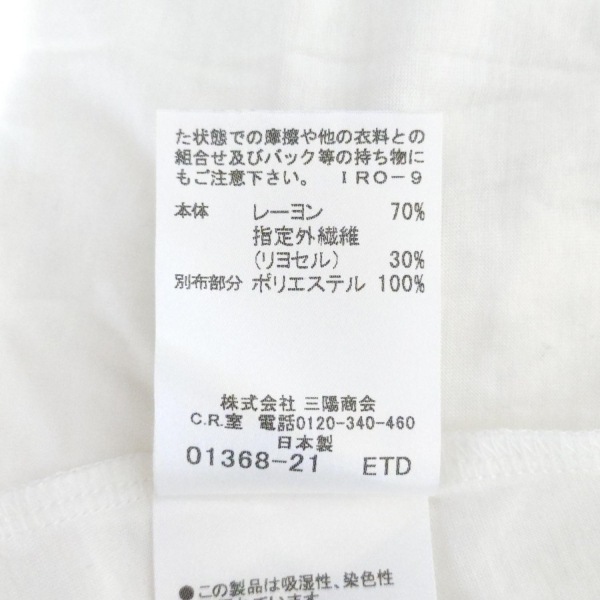 た状態での摩擦や他の衣料との
組合せ及びバック等の持ち物に
もご注意下さい。 IRO-9
本体 レーヨン 70%
指定外繊維
(リヨセル) 30%
別布部分 ポリエステル 100%
株式会社 三陽商会
C.R.室 電話0120-340-460
日本製
01368-21 ETD
●この製品は吸湿性、染色性